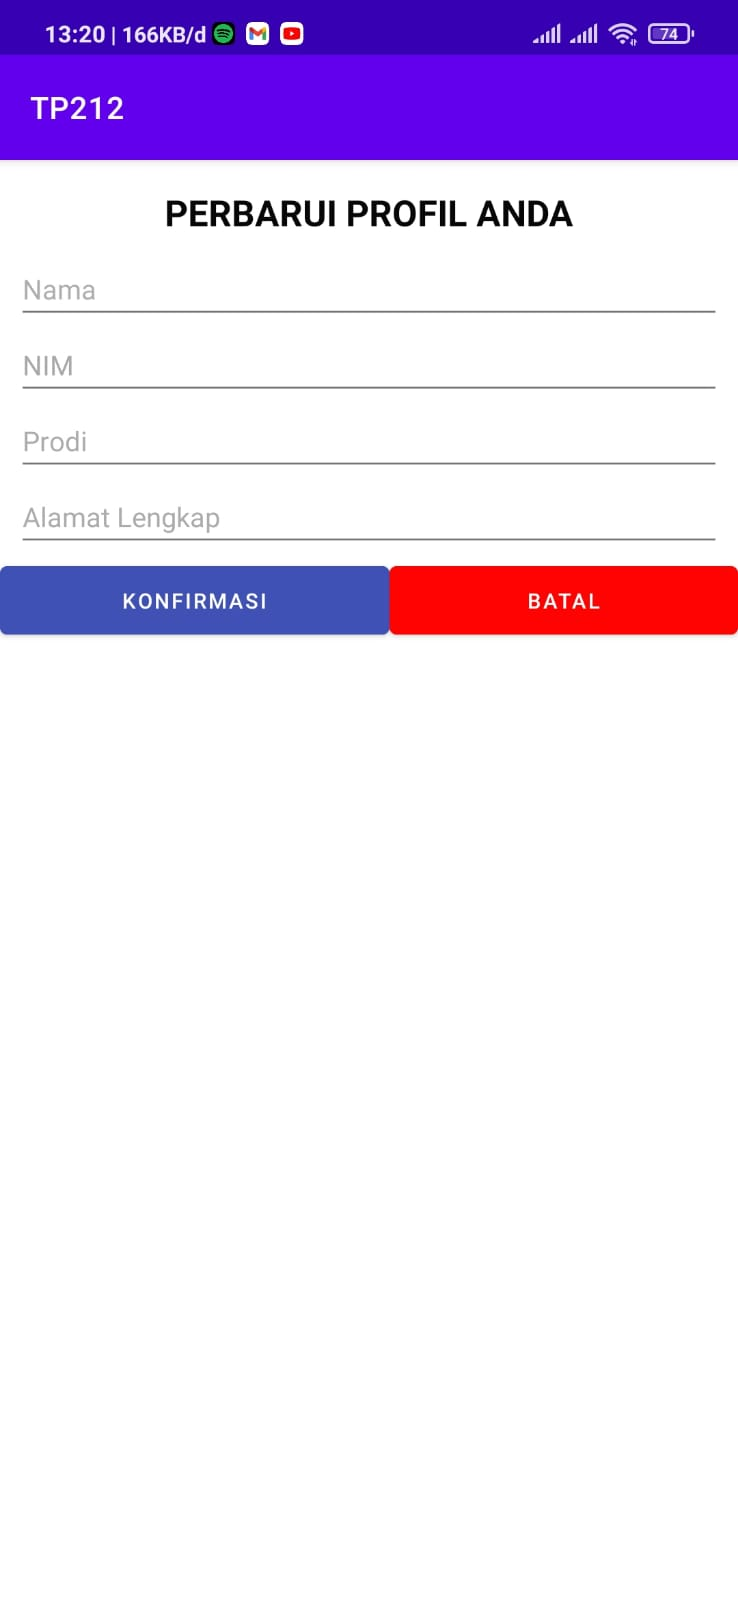 13:20 | 166KB/d 74
TP212
PERBARUI PROFIL ANDA
Nama
NIM
Prodi
Alamat Lengkap
KONFIRMASI BATAL